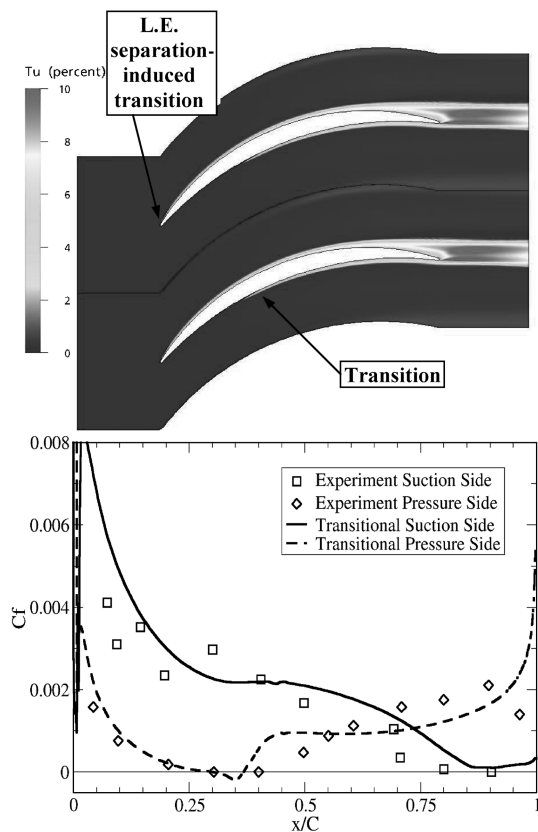 L.E.
separation-
induced
transition
Tu (percent)
10
8
6
4
2
0
Transition
0.008
0.006
0.004
0.002
0
Cf
Experiment Suction Side
Experiment Pressure Side
Transitional Suction Side
Transitional Pressure Side
0 0.25 0.5 0.75 1
x/C